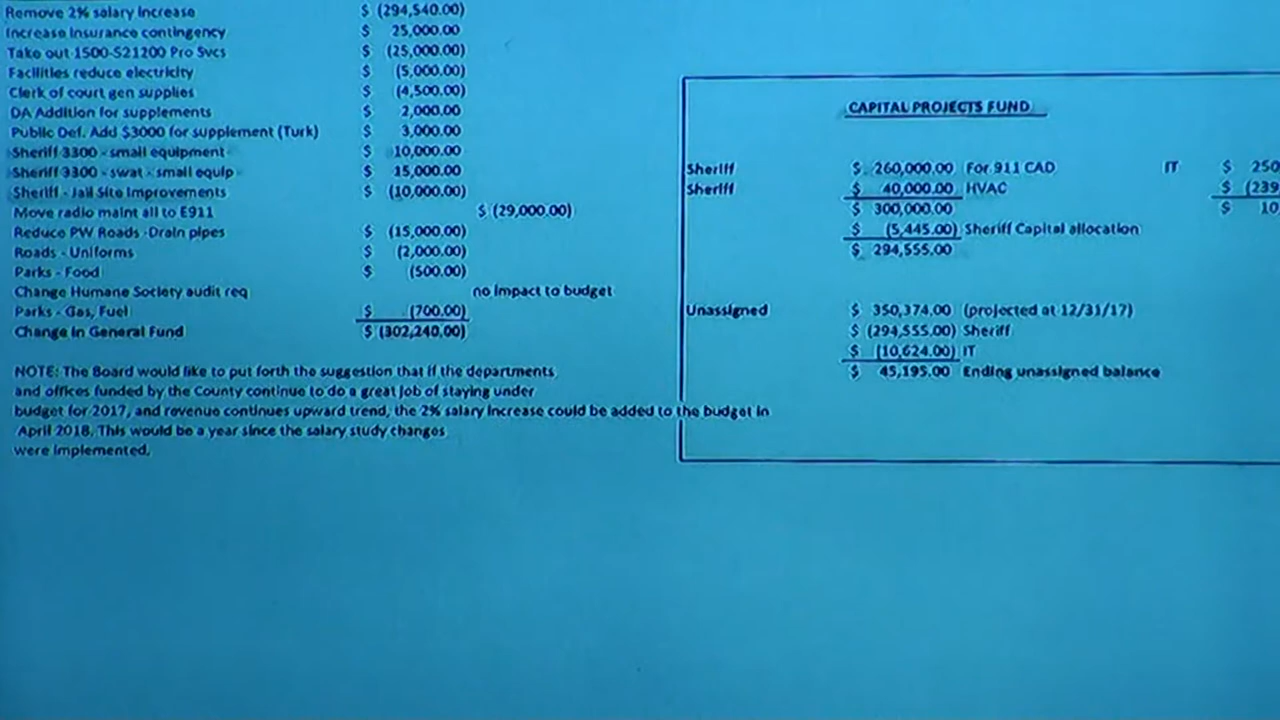 Remove 2% salary increase $ (294,540.00)
Increase Insurance contingency $ 25,000.00
Take out 1500-521200 Pro Svcs $ (25,000.00)
Facilities reduce electricity $ (5,000.00)
Clerk of court gen supplies $ (4,500.00)
DA Addition for supplements $ 2,000.00
Public Def. Add $3000 for supplement (Turk) $ 3,000.00
Sheriff 3300 - small equipment $ 10,000.00
Sheriff 3300 - swat - small equip $ 15,000.00
Sheriff - Jail Site Improvements $ (10,000.00)
Move radio maint all to E911 $ (29,000.00)
Reduce PW Roads -Drain pipes $ (15,000.00)
Roads - Uniforms $ (2,000.00)
Parks - Food $ (500.00)
Change Humane Society audit req no impact to budget
Parks - Gas, Fuel $ (700.00)
Change in General Fund $ (302,240.00)
NOTE: The Board would like to put forth the suggestion that if the departments
and offices funded by the County continue to do a great job of staying under
budget for 2017, and revenue continues upward trend, the 2% salary increase could be added to the budget in
April 2018. This would be a year since the salary study changes
were implemented.
CAPITAL PROJECTS FUND
Sheriff $ 260,000.00 For 911 CAD IT $ 250
Sheriff $ 40,000.00 HVAC $ (239
$ 300,000.00 $ 10
$ (5,445.00) Sheriff Capital allocation
$ 294,555.00
Unassigned $ 350,374.00 (projected at 12/31/17)
$ (294,555.00) Sheriff
$ (10,624.00) IT
$ 45,195.00 Ending unassigned balance